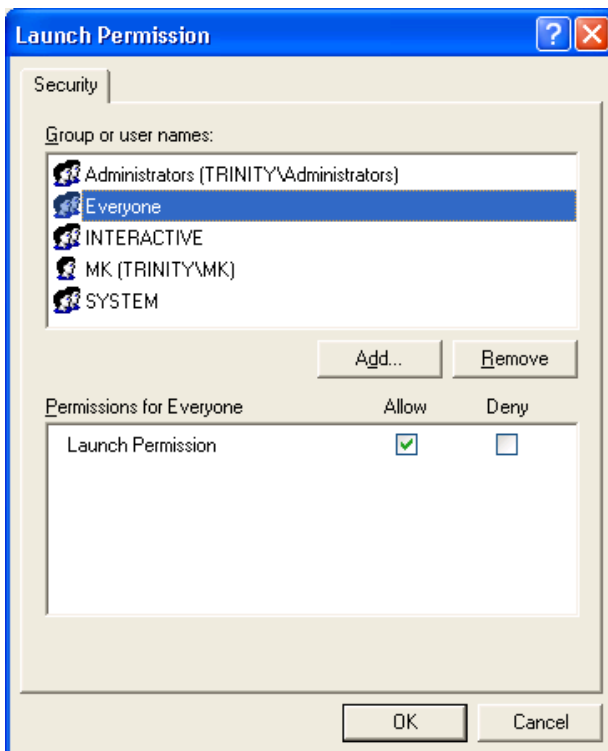 Launch Permission
Security
Group or user names:
Administrators (TRINITY\Administrators)
Everyone
INTERACTIVE
MK (TRINITY\MK)
SYSTEM
Add... Remove
Permissions for Everyone Allow Deny
Launch Permission
OK Cancel